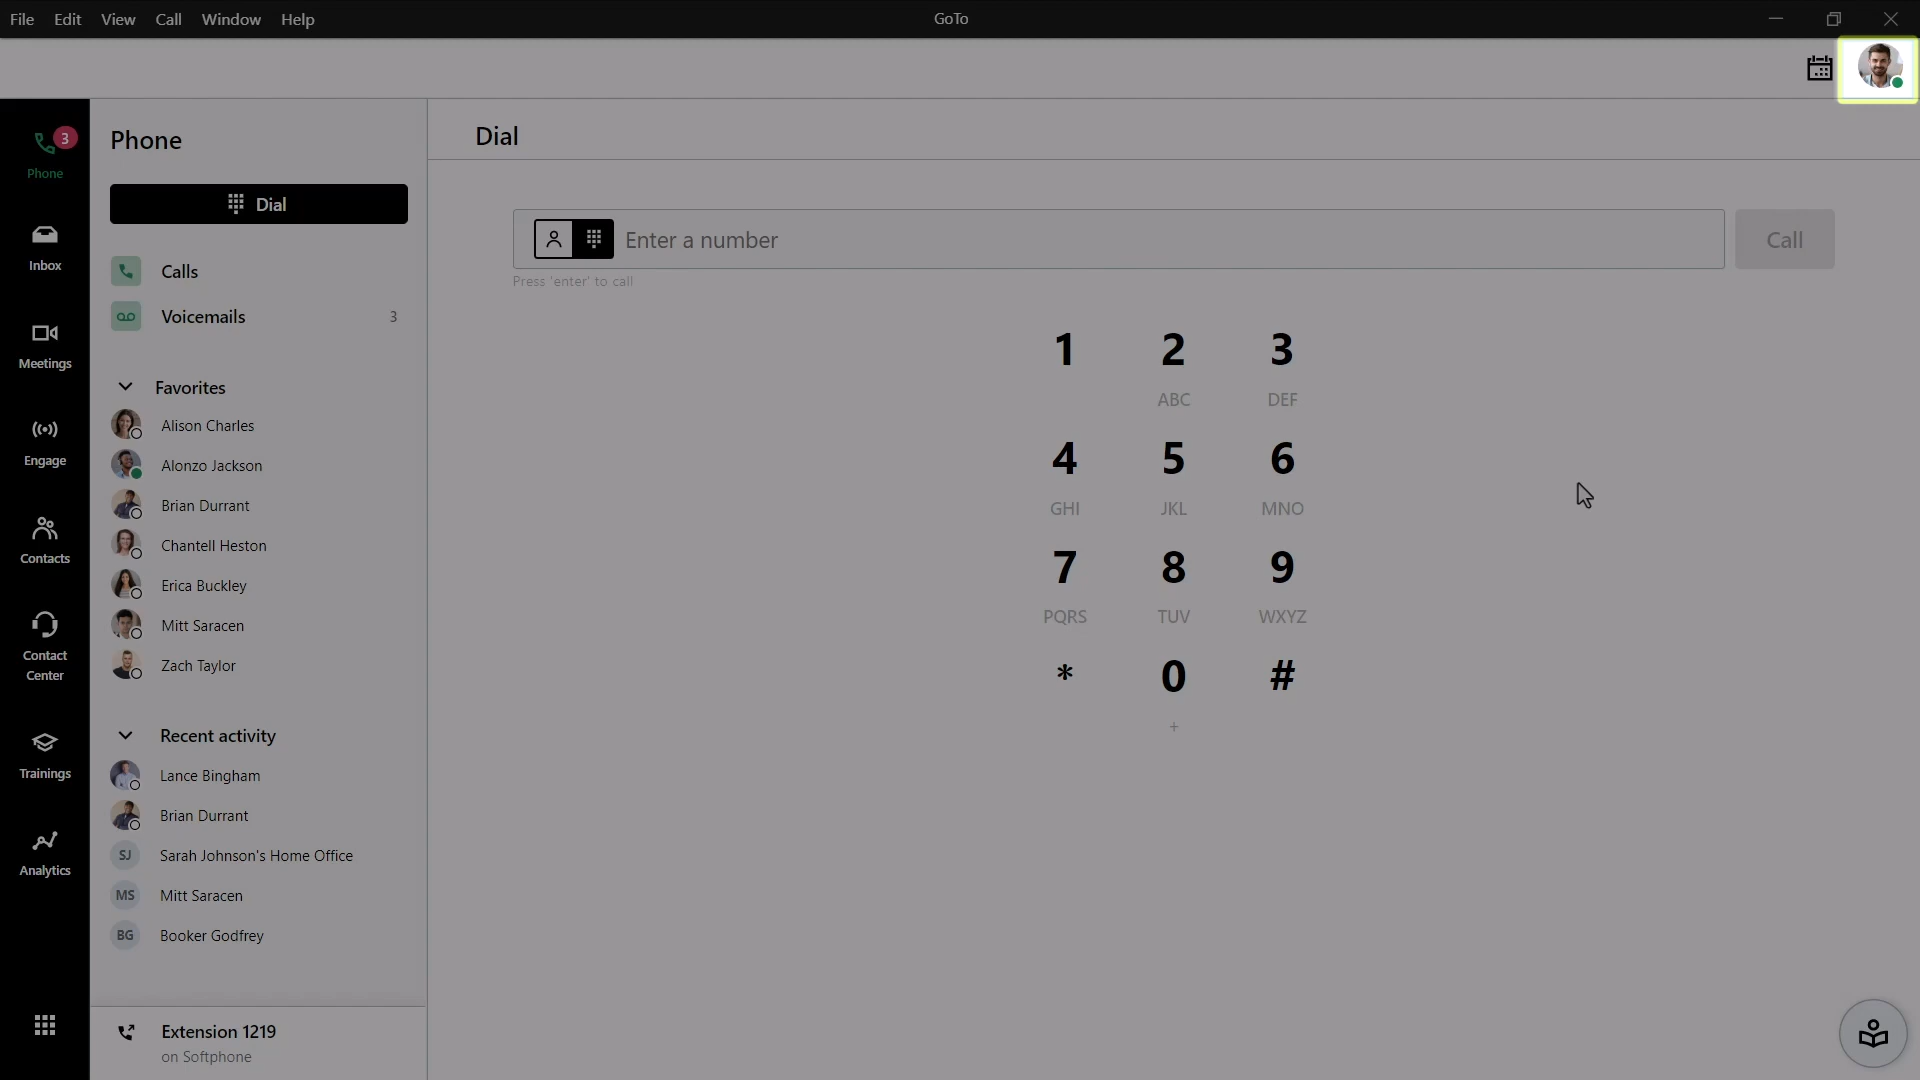 File Edit View Call Window Help
GoTo
3
Phone
Inbox
Meetings
Engage
Contacts
Contact
Center
Trainings
Analytics
Phone
Dial
Calls
Voicemails 3
Favorites
Alison Charles
Alonzo Jackson
Brian Durrant
Chantell Heston
Erica Buckley
Mitt Saracen
Zach Taylor
Recent activity
Lance Bingham
Brian Durrant
SJ Sarah Johnson's Home Office
MS Mitt Saracen
BG Booker Godfrey
Extension 1219
on Softphone
Dial
Enter a number
Call
Press 'enter' to call
1 2 3
ABC DEF
4 5 6
GHI JKL MNO
7 8 9
PQRS TUV WXYZ
* 0 #
+